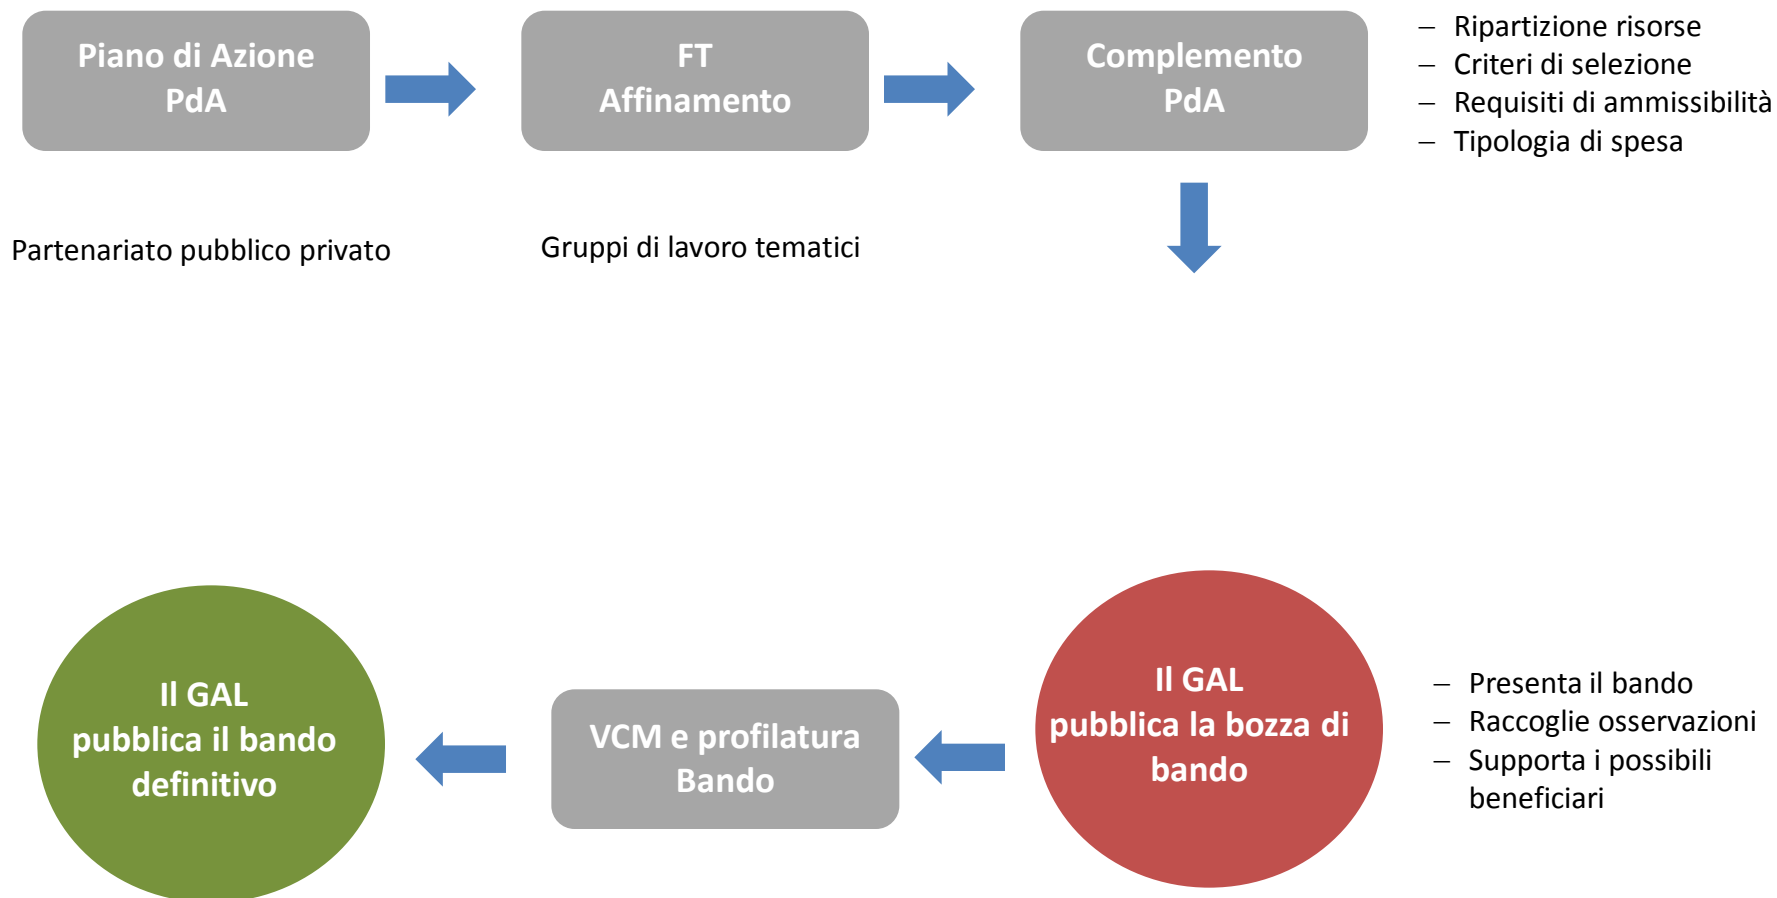 Piano di Azione
PdA
FT
Affinamento
Complemento
PdA
– Ripartizione risorse
– Criteri di selezione
– Requisiti di ammissibilità
– Tipologia di spesa
Partenariato pubblico privato
Gruppi di lavoro tematici
Il GAL
pubblica il bando
definitivo
VCM e profilatura
Bando
Il GAL
pubblica la bozza di
bando
– Presenta il bando
– Raccoglie osservazioni
– Supporta i possibili
beneficiari